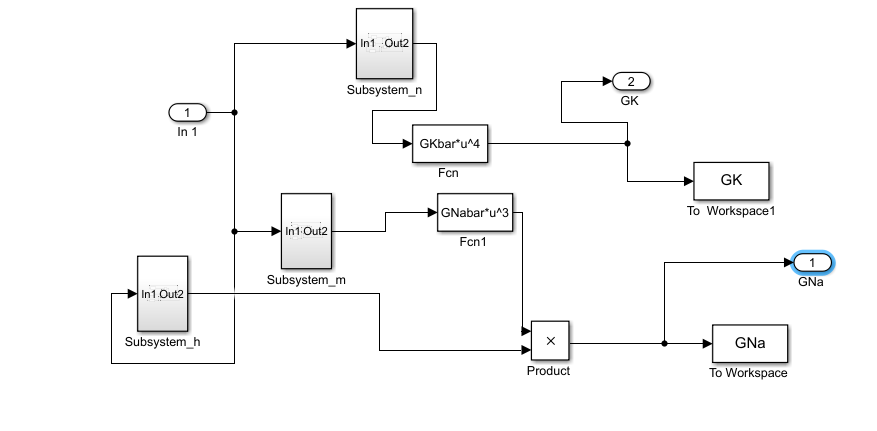 In1 Out2
Subsystem_n
1
In 1
2
GK
GKbar*u^4
Fcn
GK
To Workspace1
In1 Out2
Subsystem_m
GNabar*u^3
Fcn1
1
GNa
In1 Out2
Subsystem_h
×
Product
GNa
To Workspace